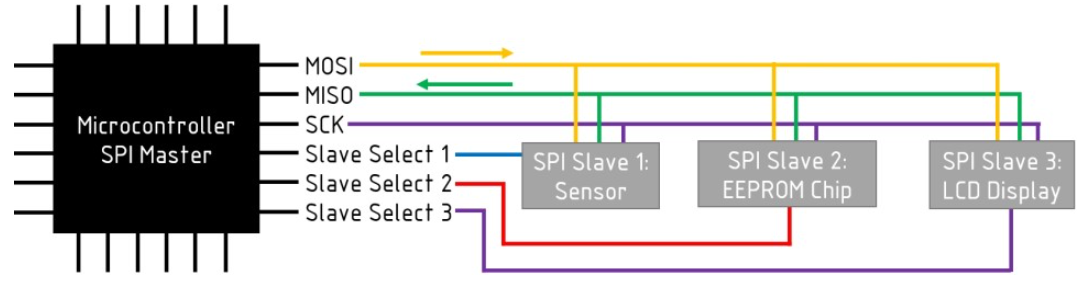 Microcontroller
SPI Master
MOSI
MISO
SCK
Slave Select 1
Slave Select 2
Slave Select 3
SPI Slave 1:
Sensor
SPI Slave 2:
EEPROM Chip
SPI Slave 3:
LCD Display